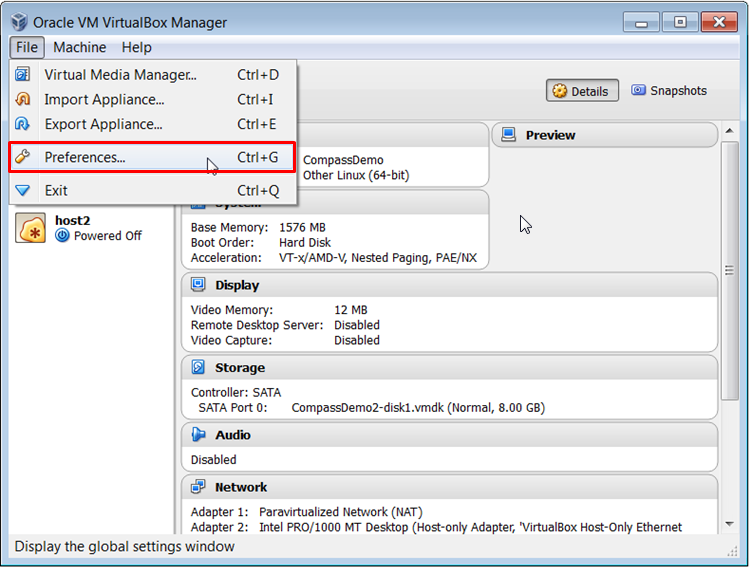 Oracle VM VirtualBox Manager
File Machine Help
Virtual Media Manager... Ctrl+D
Import Appliance... Ctrl+I
Export Appliance... Ctrl+E
Preferences... Ctrl+G
Exit Ctrl+Q
Details Snapshots
host2
Powered Off
CompassDemo
Other Linux (64-bit)
Preview
System
Base Memory: 1576 MB
Boot Order: Hard Disk
Acceleration: VT-x/AMD-V, Nested Paging, PAE/NX
Display
Video Memory: 12 MB
Remote Desktop Server: Disabled
Video Capture: Disabled
Storage
Controller: SATA
SATA Port 0: CompassDemo2-disk1.vmdk (Normal, 8.00 GB)
Audio
Disabled
Network
Adapter 1: Paravirtualized Network (NAT)
Adapter 2: Intel PRO/1000 MT Desktop (Host-only Adapter, 'VirtualBox Host-Only Ethernet
Display the global settings window